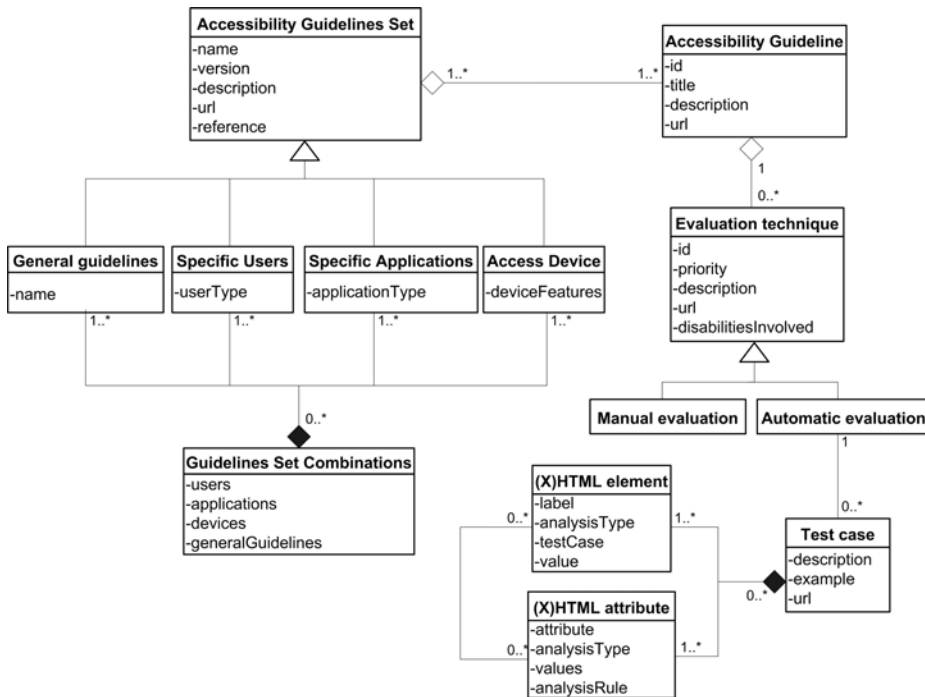 Accessibility Guidelines Set
-name
-version
-description
-url
-reference
1..*
1..*
Accessibility Guideline
-id
-title
-description
-url
1
0..*
Evaluation technique
-id
-priority
-description
-url
-disabilitiesInvolved
General guidelines
-name
1..*
Specific Users
-userType
1..*
Specific Applications
-applicationType
1..*
Access Device
-deviceFeatures
1..*
0..*
Guidelines Set Combinations
-users
-applications
-devices
-generalGuidelines
Manual evaluation
Automatic evaluation
1
0..*
(X)HTML element
-label
-analysisType
-testCase
-value
0..*
1..*
Test case
-description
-example
-url
0..*
(X)HTML attribute
-attribute
-analysisType
-values
-analysisRule
0..*
1..*